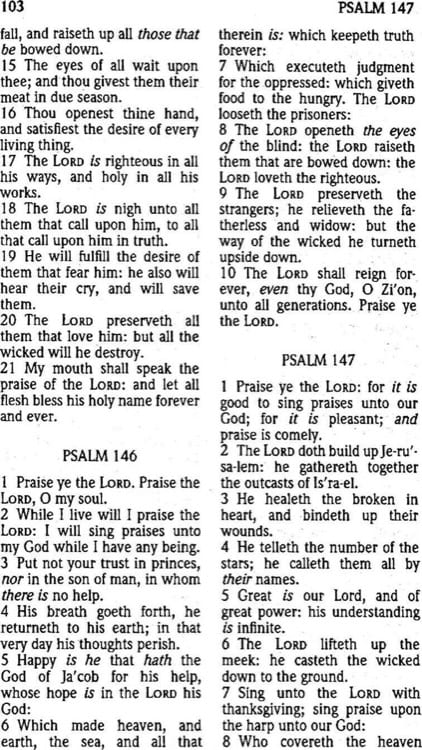 103
PSALM 147
fall, and raiseth up all those that
be bowed down.
15 The eyes of all wait upon
thee; and thou givest them their
meat in due season.
16 Thou openest thine hand,
and satisfiest the desire of every
living thing.
17 The LORD is righteous in all
his ways, and holy in all his
works.
18 The LORD is nigh unto all
them that call upon him, to all
that call upon him in truth.
19 He will fulfill the desire of
them that fear him: he also will
hear their cry, and will save
them.
20 The LORD preserveth all
them that love him: but all the
wicked will he destroy.
21 My mouth shall speak the
praise of the LORD: and let all
flesh bless his holy name forever
and ever.
PSALM 146
1 Praise ye the LORD. Praise the
LORD, O my soul.
2 While I live will I praise the
LORD: I will sing praises unto
my God while I have any being.
3 Put not your trust in princes,
nor in the son of man, in whom
there is no help.
4 His breath goeth forth, he
returneth to his earth; in that
very day his thoughts perish.
5 Happy is he that hath the
God of Ja'cob for his help,
whose hope is in the LORD his
God:
6 Which made heaven, and
earth, the sea, and all that
therein is: which keepeth truth
forever:
7 Which executeth judgment
for the oppressed: which giveth
food to the hungry. The LORD
looseth the prisoners:
8 The LORD openeth the eyes
of the blind: the LORD raiseth
them that are bowed down: the
LORD loveth the righteous.
9 The LORD preserveth the
strangers; he relieveth the fa-
therless and widow: but the
way of the wicked he turneth
upside down.
10 The LORD shall reign for-
ever, even thy God, O Zi'on,
unto all generations. Praise ye
the LORD.
PSALM 147
1 Praise ye the LORD: for it is
good to sing praises unto our
God; for it is pleasant; and
praise is comely.
2 The LORD doth build up Je-ru'-
sa-lem: he gathereth together
the outcasts of Is'ra-el.
3 He healeth the broken in
heart, and bindeth up their
wounds.
4 He telleth the number of the
stars; he calleth them all by
their names.
5 Great is our Lord, and of
great power: his understanding
is infinite.
6 The LORD lifteth up the
meek: he casteth the wicked
down to the ground.
7 Sing unto the LORD with
thanksgiving; sing praise upon
the harp unto our God:
8 Who covereth the heaven